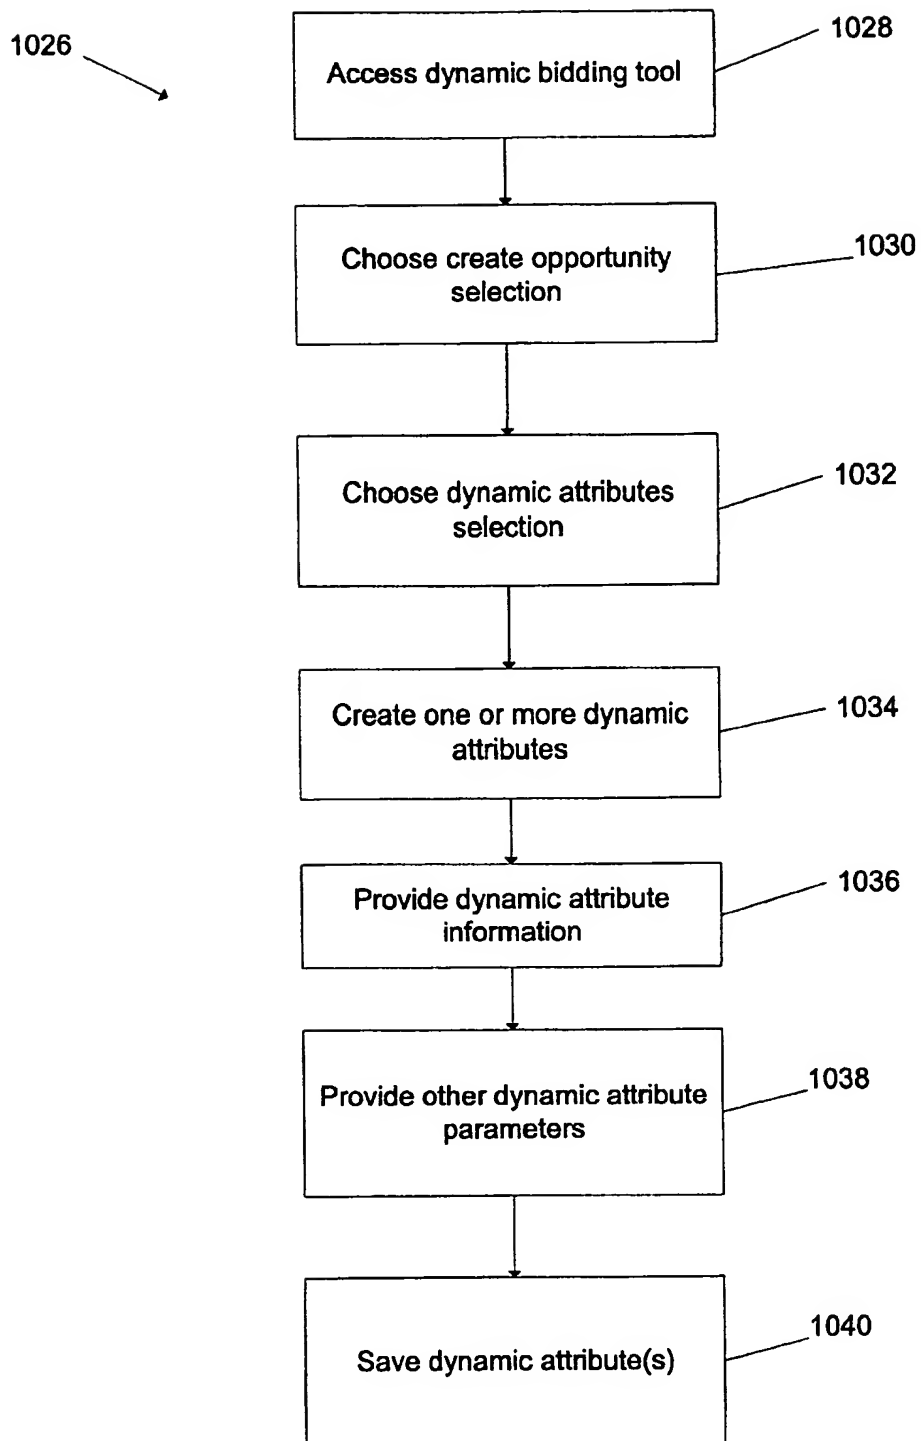 1026
1028
Access dynamic bidding tool
1030
Choose create opportunity
selection
1032
Choose dynamic attributes
selection
1034
Create one or more dynamic
attributes
1036
Provide dynamic attribute
information
1038
Provide other dynamic attribute
parameters
1040
Save dynamic attribute(s)